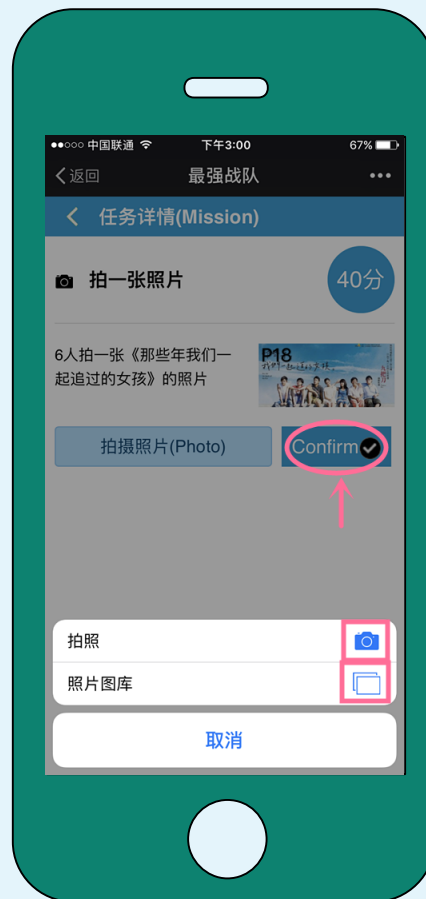 中国联通 下午3:00 67%
返回 最强战队
任务详情(Mission)
拍一张照片 40分
6人拍一张《那些年我们一
起追过的女孩》的照片
P18
拍摄照片(Photo) Confirm
拍照
照片图库
取消